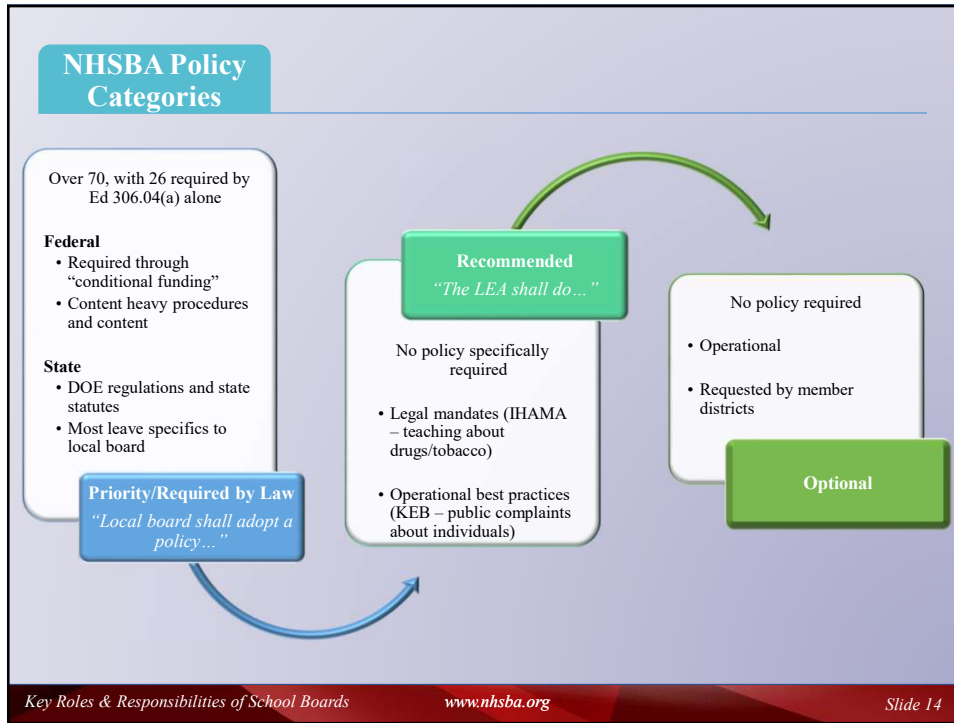 NHSBA Policy
Categories
Over 70, with 26 required by
Ed 306.04(a) alone
Federal
• Required through
“conditional funding”
• Content heavy procedures
and content
State
• DOE regulations and state
statutes
• Most leave specifics to
local board
Priority/Required by Law
“Local board shall adopt a
policy…”
Recommended
“The LEA shall do…”
No policy specifically
required
• Legal mandates (IHAMA
– teaching about
drugs/tobacco)
• Operational best practices
(KEB – public complaints
about individuals)
No policy required
• Operational
• Requested by member
districts
Optional
Key Roles & Responsibilities of School Boards www.nhsba.org Slide 14